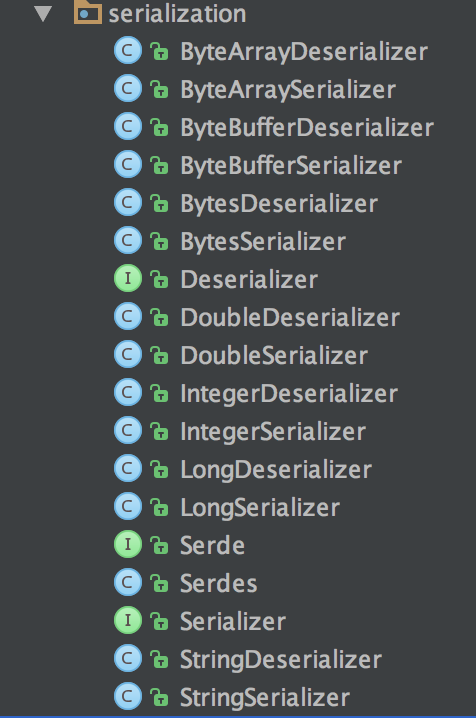 serialization
C ByteArrayDeserializer
C ByteArraySerializer
C ByteBufferDeserializer
C ByteBufferSerializer
C BytesDeserializer
C BytesSerializer
I Deserializer
C DoubleDeserializer
C DoubleSerializer
C IntegerDeserializer
C IntegerSerializer
C LongDeserializer
C LongSerializer
I Serde
C Serdes
I Serializer
C StringDeserializer
C StringSerializer